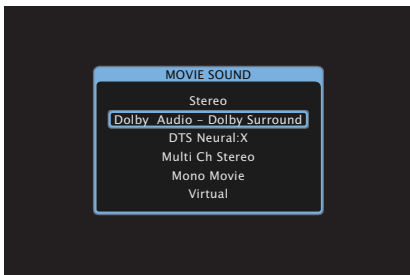 MOVIE SOUND
Stereo
Dolby Audio – Dolby Surround
DTS Neural:X
Multi Ch Stereo
Mono Movie
Virtual